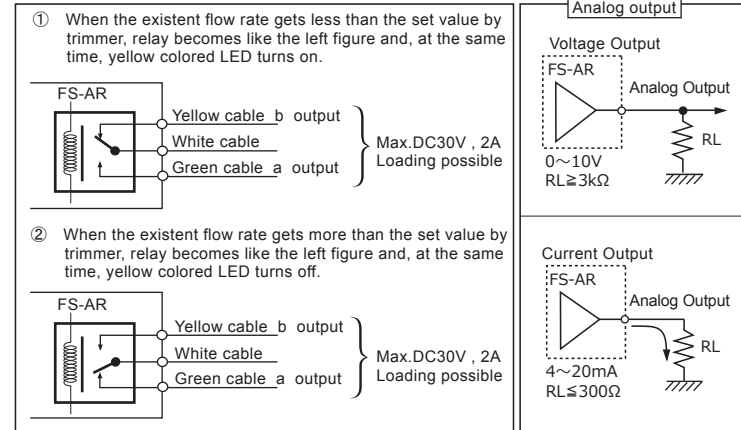 ① When the existent flow rate gets less than the set value by
trimmer, relay becomes like the left figure and, at the same
time, yellow colored LED turns on.
FS-AR
Yellow cable b output
White cable
Green cable a output
Max.DC30V , 2A
Loading possible
② When the existent flow rate gets more than the set value by
trimmer, relay becomes like the left figure and, at the same
time, yellow colored LED turns off.
FS-AR
Yellow cable b output
White cable
Green cable a output
Max.DC30V , 2A
Loading possible
Analog output
Voltage Output
FS-AR
Analog Output
RL
0～10V
RL≧3kΩ
Current Output
FS-AR
Analog Output
RL
4～20mA
RL≦300Ω